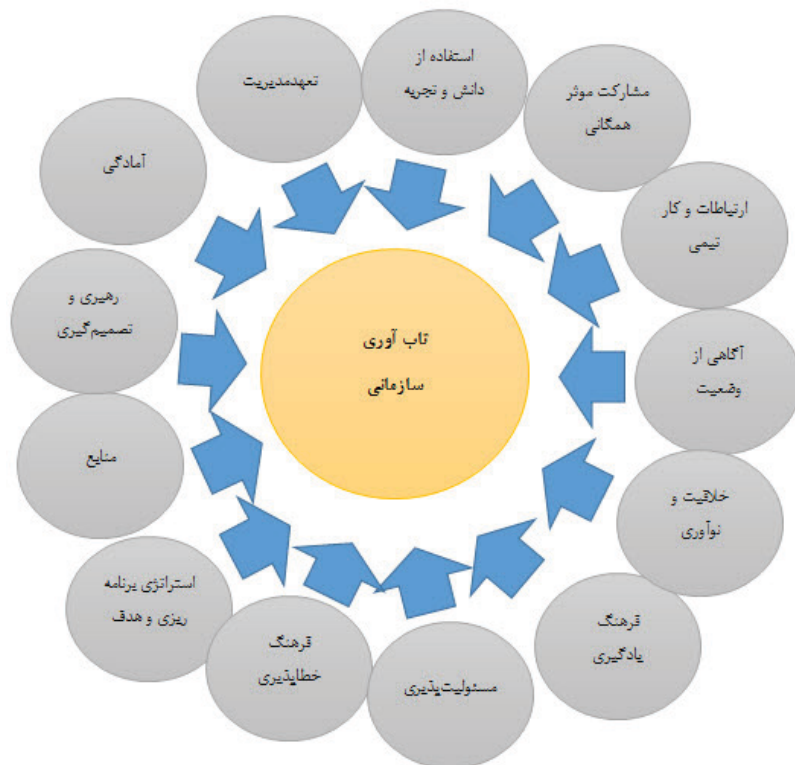 استفاده از
دانش و تجربه
مشارکت موثر
همگانی
ارتباطات و کار
تیمی
آگاهی از
وضعیت
خلاقیت و
نوآوری
فرهنگ
یادگیری
مسئولیت‌پذیری
فرهنگ
خطاپذیری
استراتژی برنامه
ریزی و هدف
منابع
رهبری و
تصمیم‌گیری
آمادگی
تعهدمدیریت
تاب آوری
سازمانی